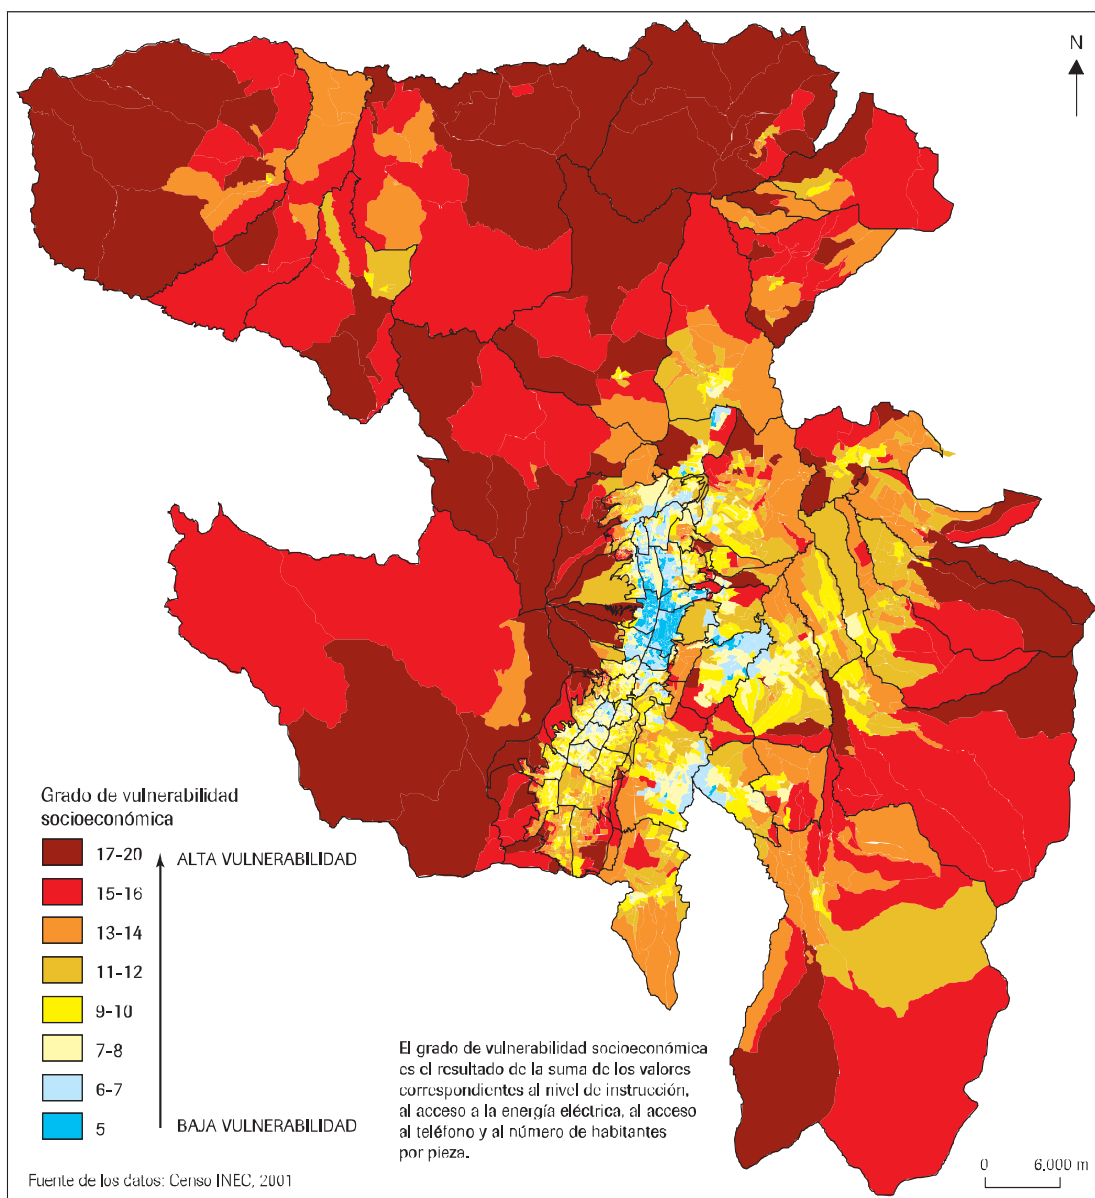 N
Grado de vulnerabilidad
socioeconómica
17-20
ALTA VULNERABILIDAD
15-16
13-14
11-12
9-10
7-8
6-7
5
BAJA VULNERABILIDAD
El grado de vulnerabilidad socioeconómica
es el resultado de la suma de los valores
correspondientes al nivel de instrucción,
al acceso a la energía eléctrica, al acceso
al teléfono y al número de habitantes
por pieza.
0 6.000 m
Fuente de los datos: Censo INEC, 2001